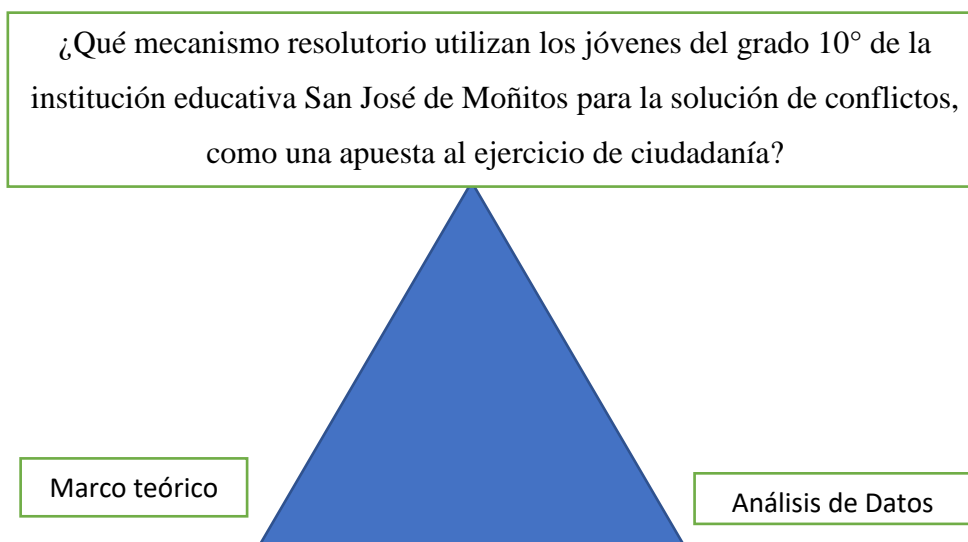 ¿Qué mecanismo resolutorio utilizan los jóvenes del grado 10° de la
institución educativa San José de Moñitos para la solución de conflictos,
como una apuesta al ejercicio de ciudadanía?
Marco teórico
Análisis de Datos